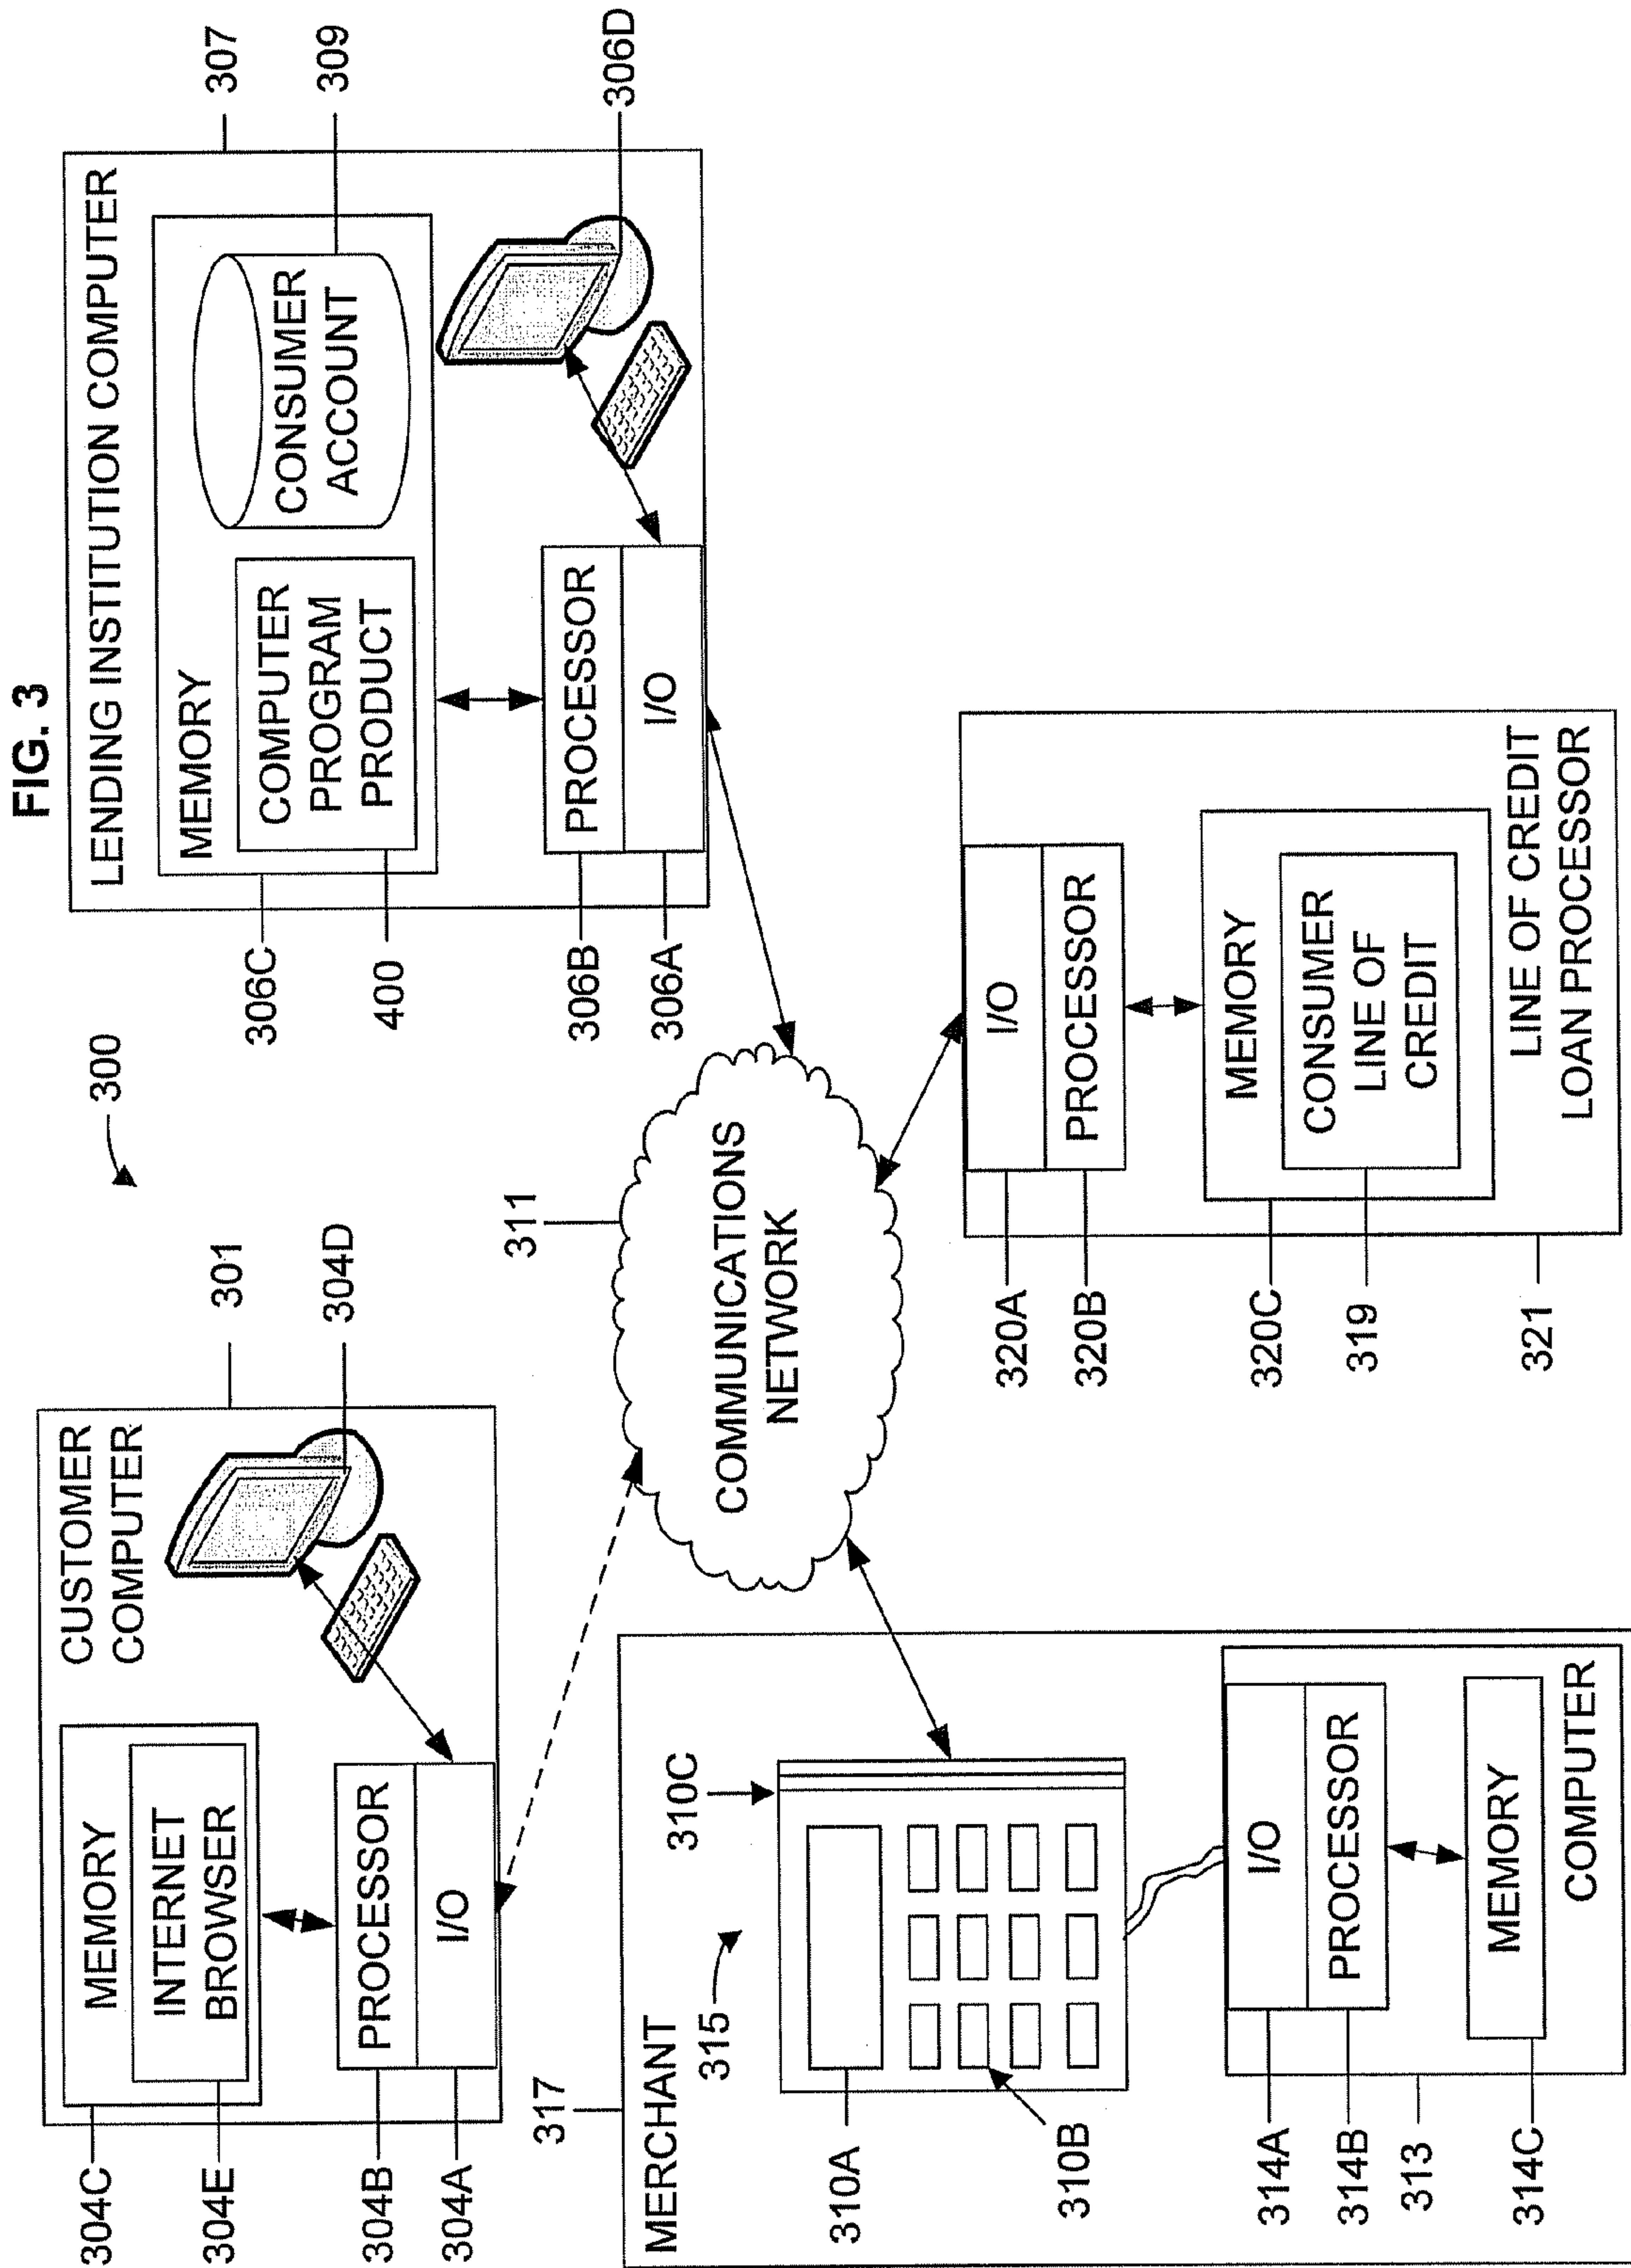 FIG. 3
300
CUSTOMER
COMPUTER
301
304D
MEMORY
INTERNET
BROWSER
PROCESSOR
I/O
304C
304E
304B
304A
LENDING INSTITUTION COMPUTER
307
309
306D
MEMORY
COMPUTER
PROGRAM
PRODUCT
CONSUMER
ACCOUNT
PROCESSOR
I/O
306C
400
306B
306A
311
COMMUNICATIONS
NETWORK
317
MERCHANT
315
310C
310A
310B
I/O
PROCESSOR
MEMORY
COMPUTER
314A
314B
313
314C
I/O
PROCESSOR
MEMORY
CONSUMER
LINE OF
CREDIT
LINE OF CREDIT
LOAN PROCESSOR
320A
320B
320C
319
321